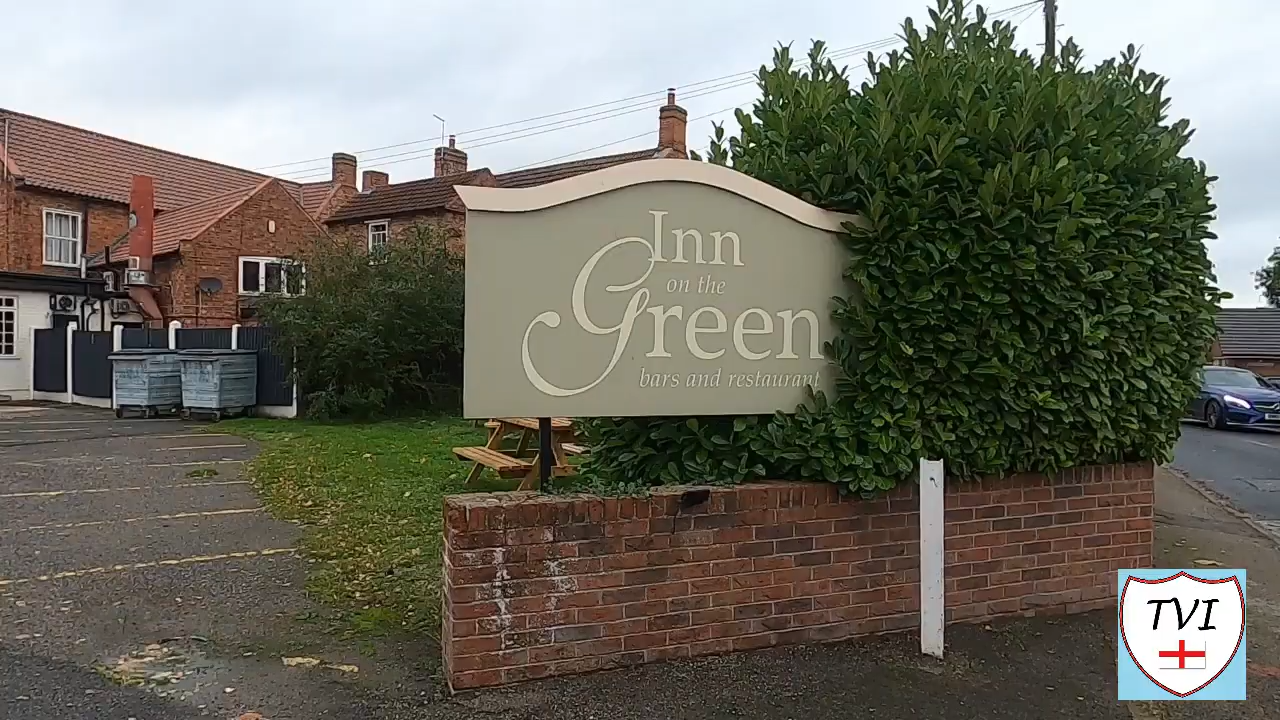 Inn
on the
Green
bars and restaurant
TVI